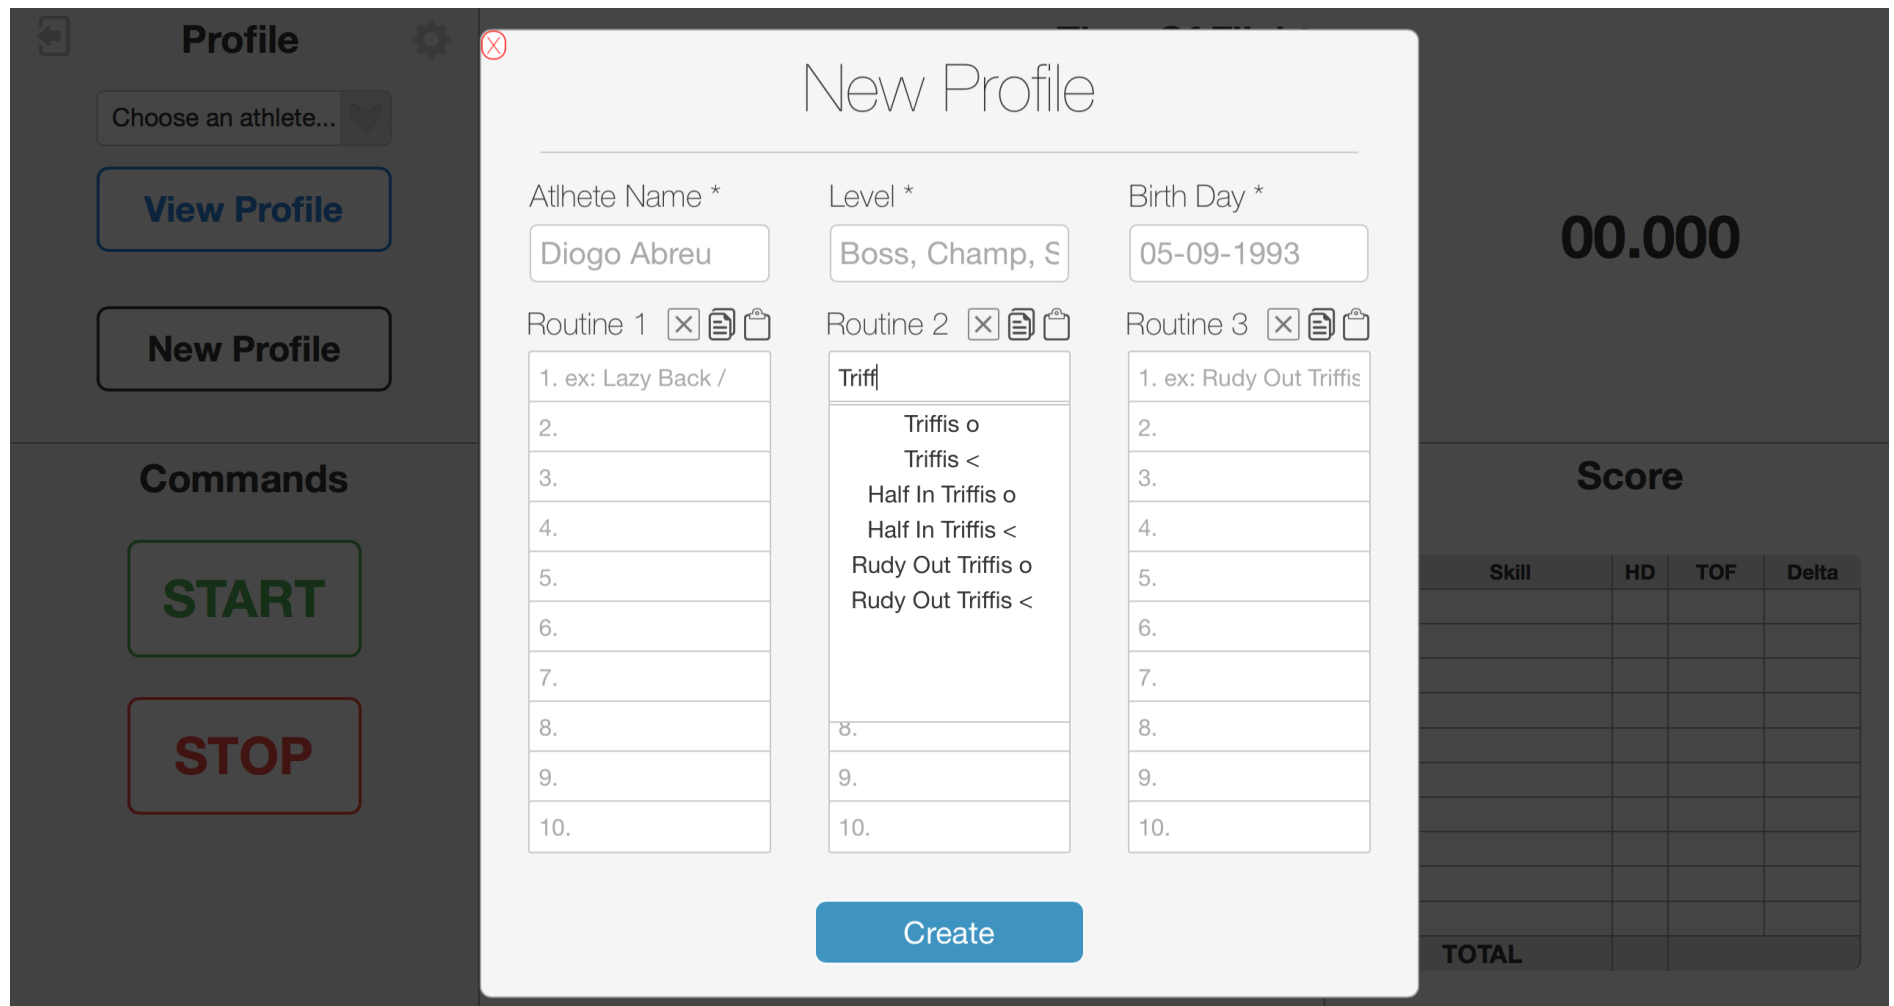 Profile
Choose an athlete...
View Profile
New Profile
Commands
START
STOP
New Profile
Atlhete Name *
Level *
Birth Day *
Diogo Abreu
Boss, Champ, S
05-09-1993
Routine 1
Routine 2
Routine 3
1. ex: Lazy Back /
2.
3.
4.
5.
6.
7.
8.
9.
10.
Triff
Triffis o
Triffis <
Half In Triffis o
Half In Triffis <
Rudy Out Triffis o
Rudy Out Triffis <
8.
9.
10.
1. ex: Rudy Out Triffis
2.
3.
4.
5.
6.
7.
8.
9.
10.
Create
00.000
Score
Skill HD TOF Delta
TOTAL